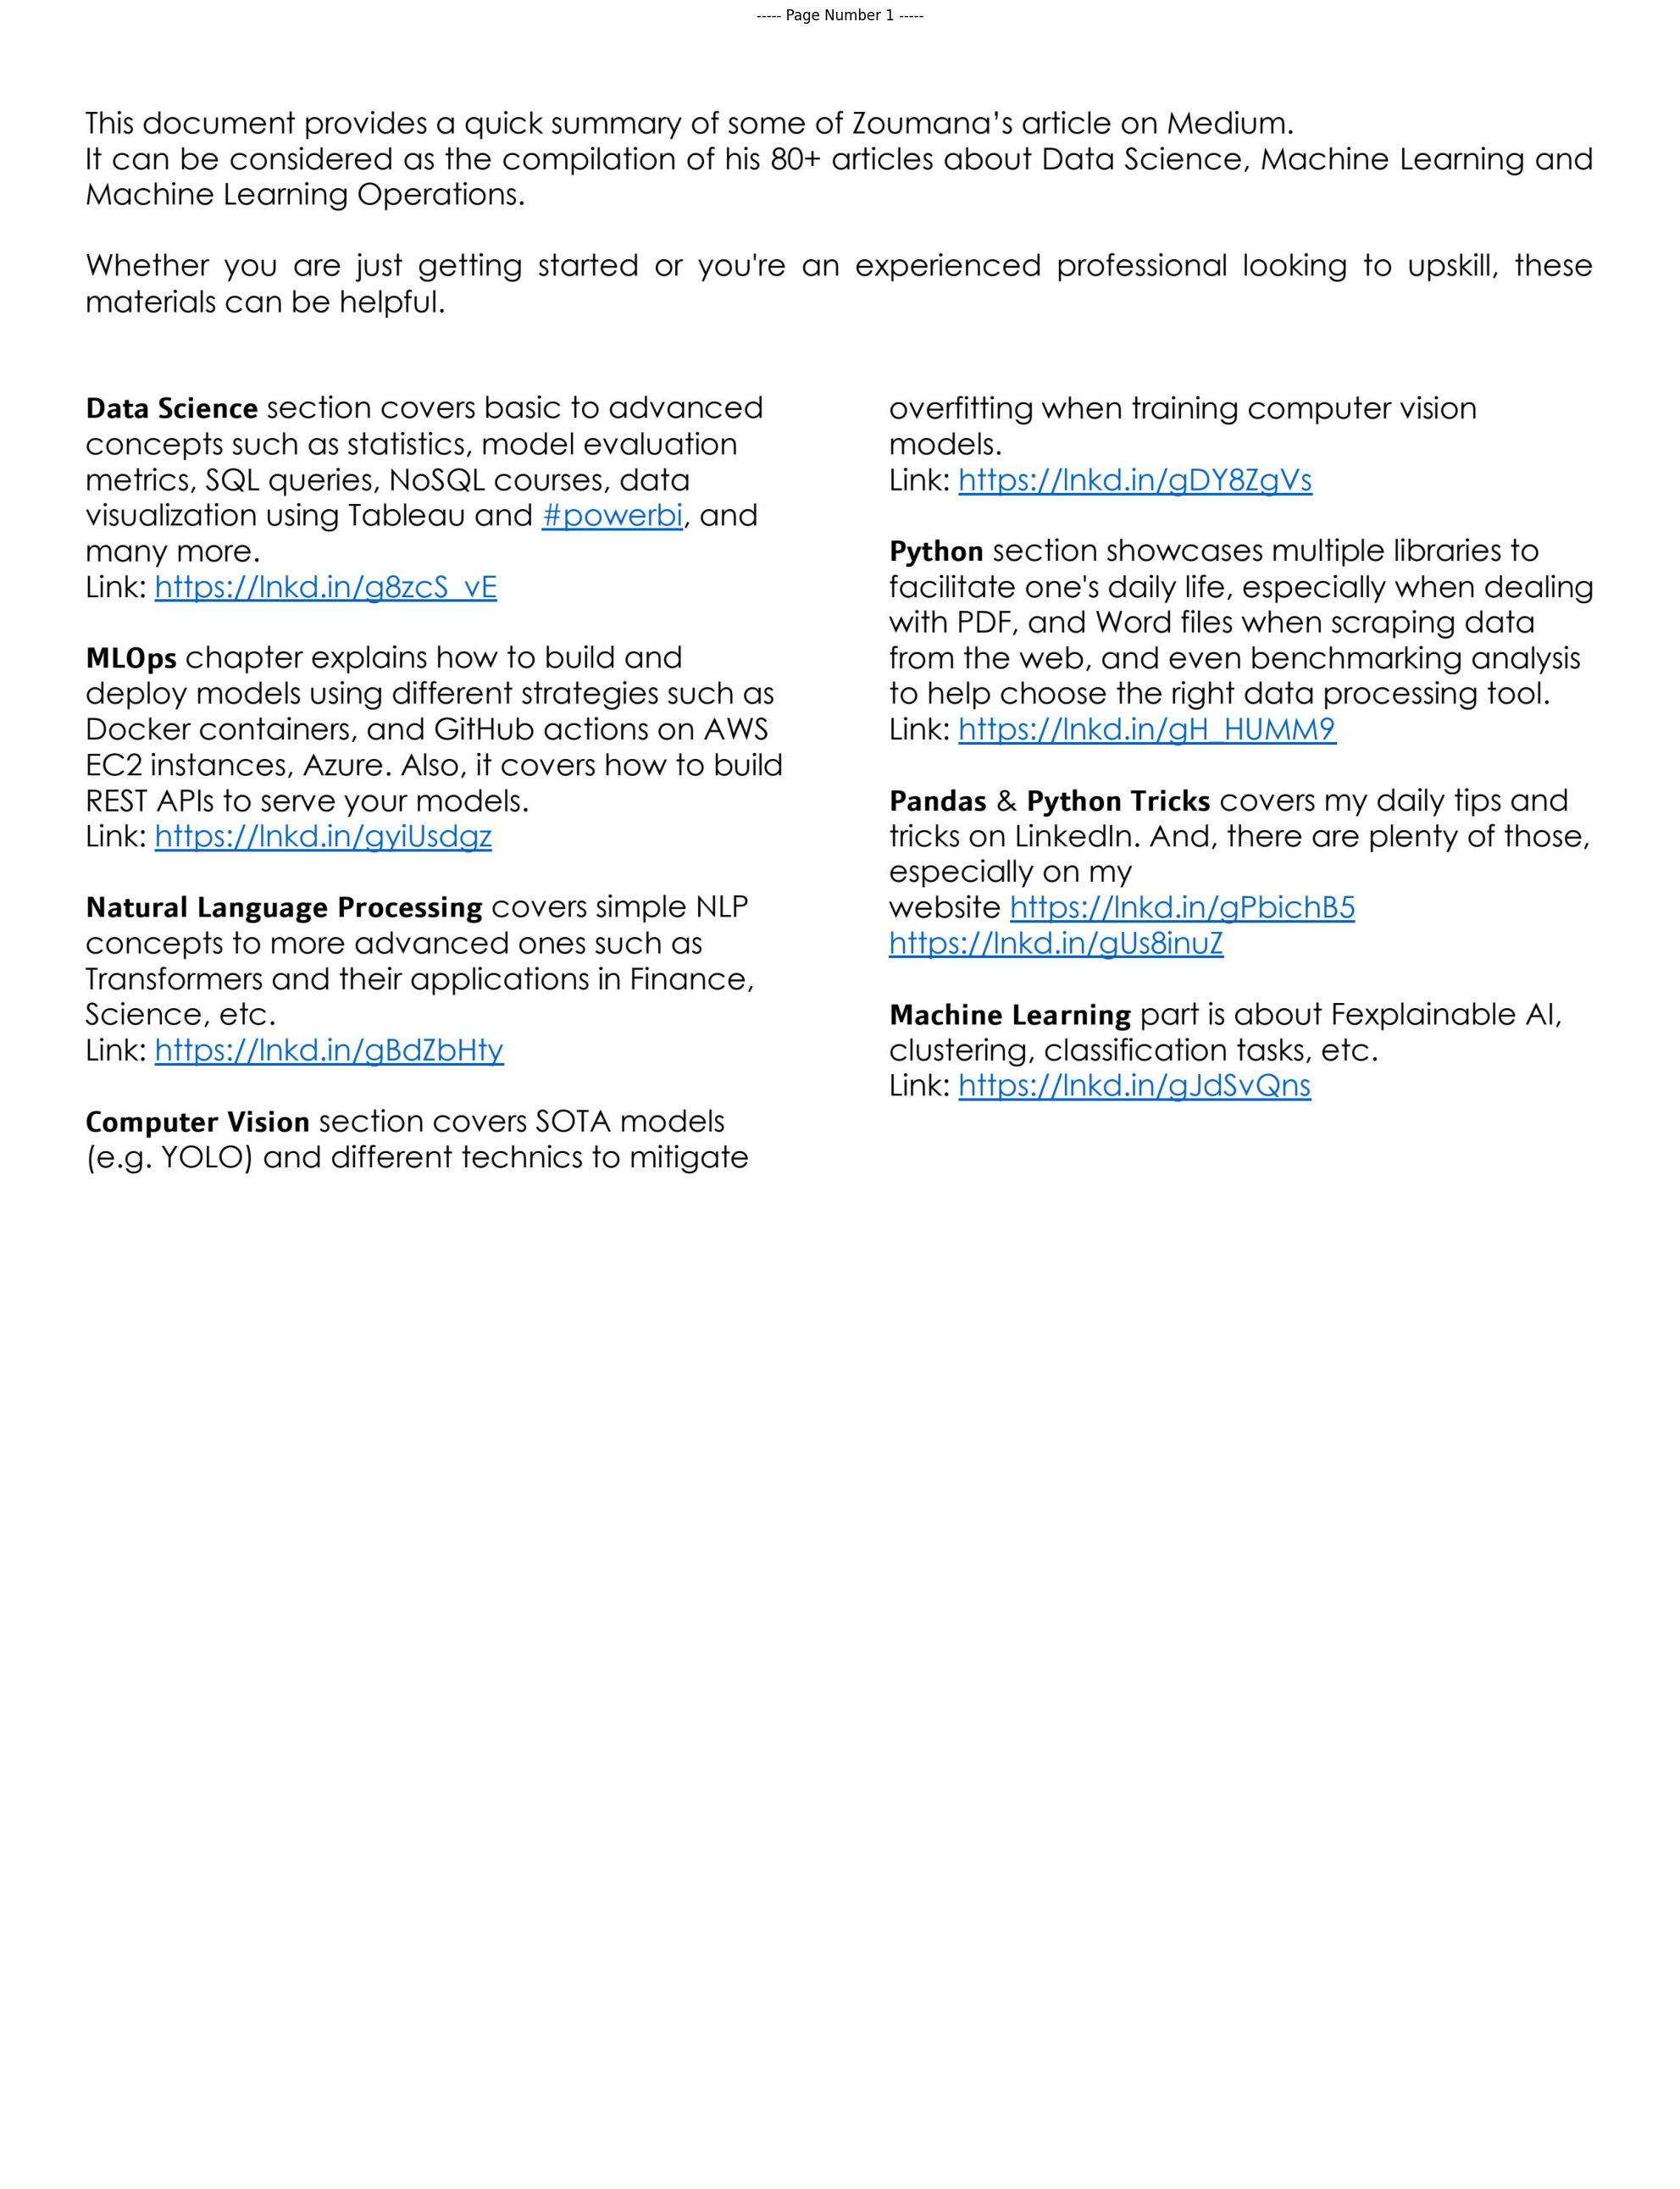 ----- Page Number 1 -----
This document provides a quick summary of some of Zoumana’s article on Medium.
It can be considered as the compilation of his 80+ articles about Data Science, Machine Learning and
Machine Learning Operations.
Whether you are just getting started or you're an experienced professional looking to upskill, these
materials can be helpful.
Data Science section covers basic to advanced
concepts such as statistics, model evaluation
metrics, SQL queries, NoSQL courses, data
visualization using Tableau and #powerbi, and
many more.
Link: https://lnkd.in/g8zcS_vE
MLOps chapter explains how to build and
deploy models using different strategies such as
Docker containers, and GitHub actions on AWS
EC2 instances, Azure. Also, it covers how to build
REST APIs to serve your models.
Link: https://lnkd.in/gyiUsdgz
Natural Language Processing covers simple NLP
concepts to more advanced ones such as
Transformers and their applications in Finance,
Science, etc.
Link: https://lnkd.in/gBdZbHty
Computer Vision section covers SOTA models
(e.g. YOLO) and different technics to mitigate
overfitting when training computer vision
models.
Link: https://lnkd.in/gDY8ZgVs
Python section showcases multiple libraries to
facilitate one's daily life, especially when dealing
with PDF, and Word files when scraping data
from the web, and even benchmarking analysis
to help choose the right data processing tool.
Link: https://lnkd.in/gH_HUMM9
Pandas & Python Tricks covers my daily tips and
tricks on LinkedIn. And, there are plenty of those,
especially on my
website https://lnkd.in/gPbichB5
https://lnkd.in/gUs8inuZ
Machine Learning part is about Fexplainable AI,
clustering, classification tasks, etc.
Link: https://lnkd.in/gJdSvQns